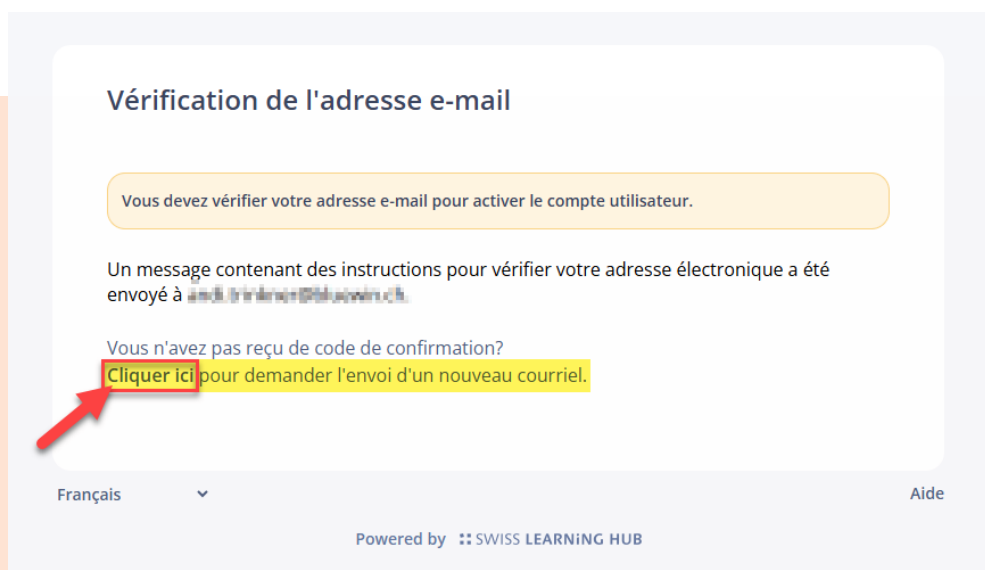 Vérification de l'adresse e-mail
Vous devez vérifier votre adresse e-mail pour activer le compte utilisateur.
Un message contenant des instructions pour vérifier votre adresse électronique a été
envoyé à
Vous n'avez pas reçu de code de confirmation?
Cliquer ici pour demander l'envoi d'un nouveau courriel.
Français
Aide
Powered by SWISS LEARNiNG HUB